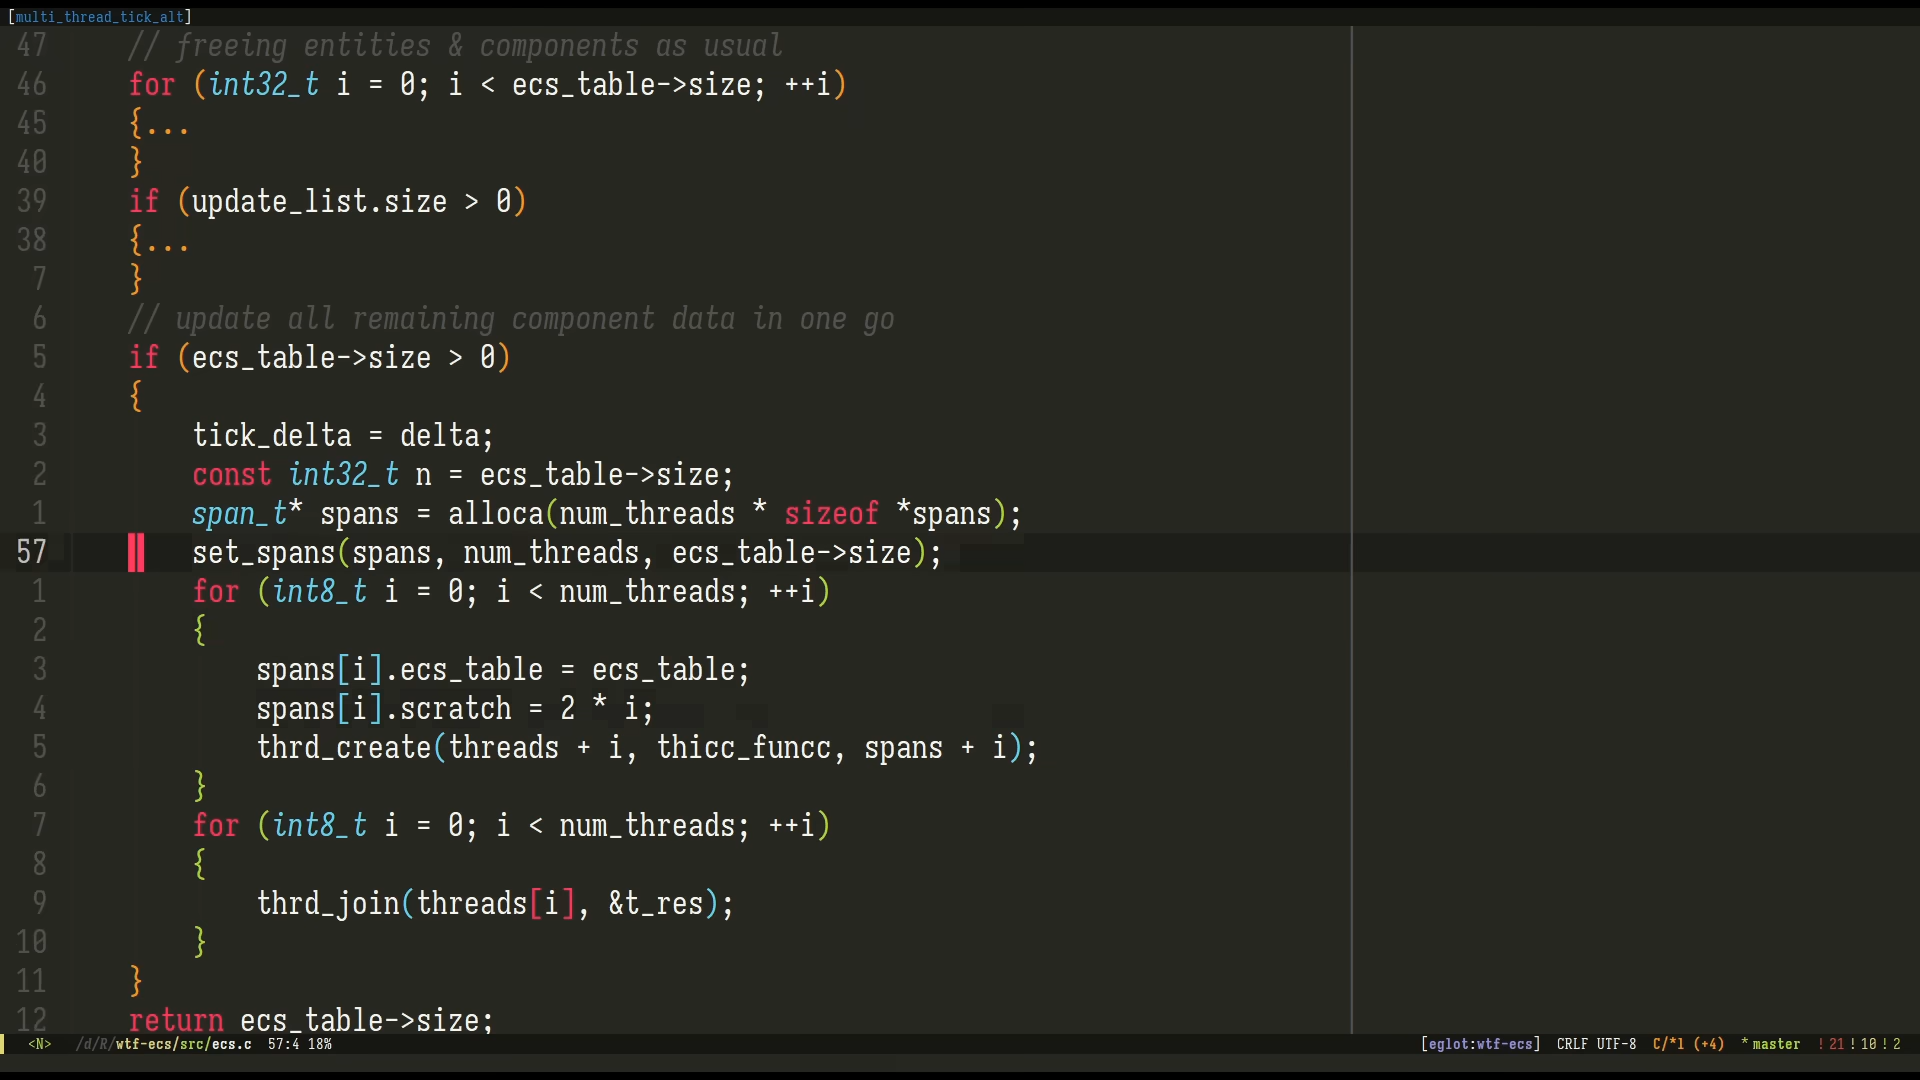 [multi_thread_tick_alt]
47 // freeing entities & components as usual
46 for (int32_t i = 0; i < ecs_table->size; ++i)
45 {...
40 }
39 if (update_list.size > 0)
38 {...
7 }
6 // update all remaining component data in one go
5 if (ecs_table->size > 0)
4 {
3 tick_delta = delta;
2 const int32_t n = ecs_table->size;
1 span_t* spans = alloca(num_threads * sizeof *spans);
57 set_spans(spans, num_threads, ecs_table->size);
1 for (int8_t i = 0; i < num_threads; ++i)
2 {
3 spans[i].ecs_table = ecs_table;
4 spans[i].scratch = 2 * i;
5 thrd_create(threads + i, thicc_funcc, spans + i);
6 }
7 for (int8_t i = 0; i < num_threads; ++i)
8 {
9 thrd_join(threads[i], &t_res);
10 }
11 }
12 return ecs_table->size;
<N> /d/R/wtf-ecs/src/ecs.c 57:4 18% [eglot:wtf-ecs] CRLF UTF-8 C/*l (+4) *master !21!10!2